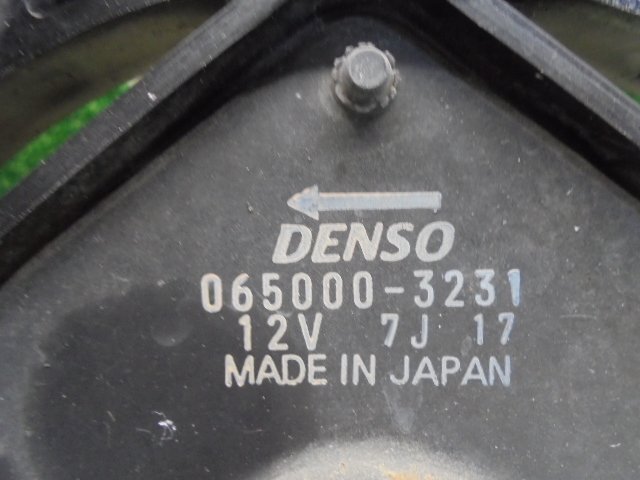 DENSO
065000-3231
12V 7J 17
MADE IN JAPAN